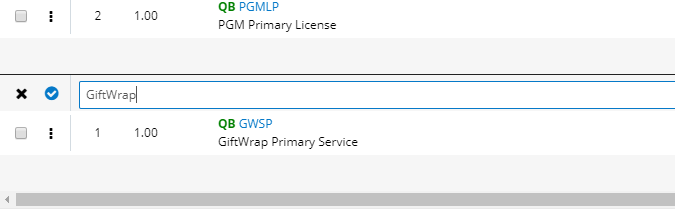 2 1.00 QB PGMLP
PGM Primary License
GiftWrap
1 1.00 QB GWSP
GiftWrap Primary Service